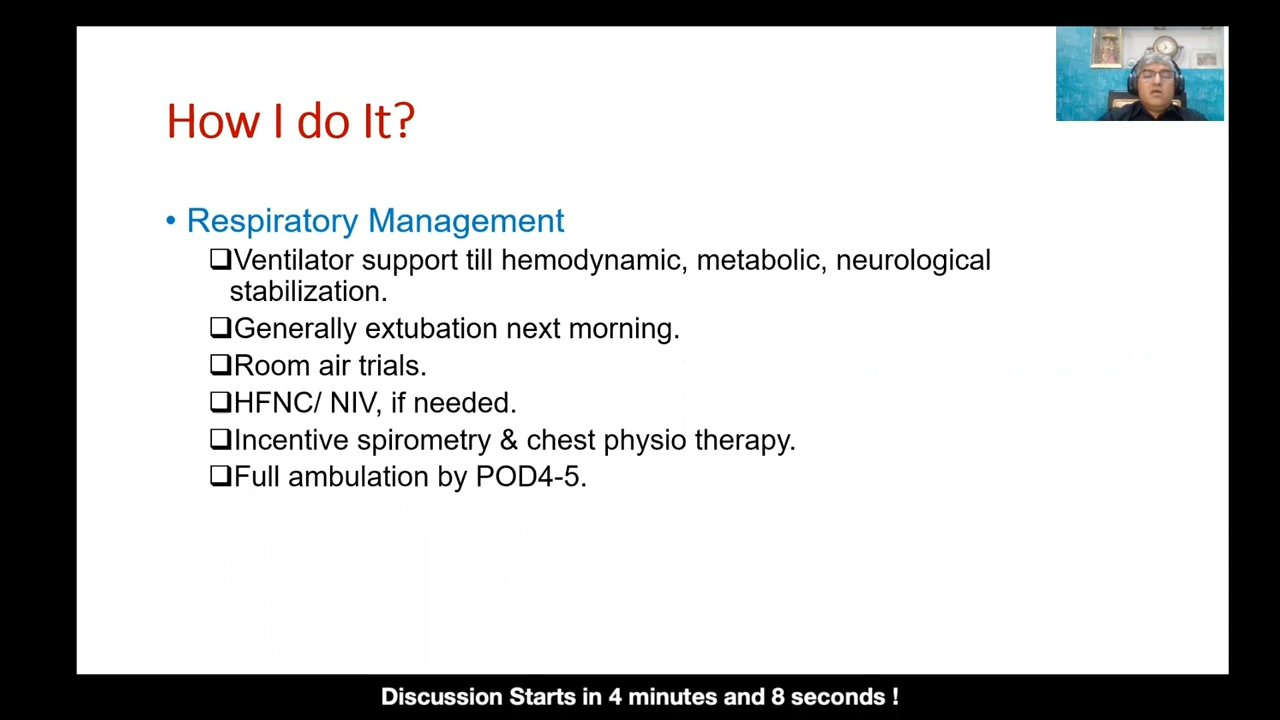 How I do It?
• Respiratory Management
❑Ventilator support till hemodynamic, metabolic, neurological
stabilization.
❑Generally extubation next morning.
❑Room air trials.
❑HFNC/ NIV, if needed.
❑Incentive spirometry & chest physio therapy.
❑Full ambulation by POD4-5.
Discussion Starts in 4 minutes and 8 seconds !